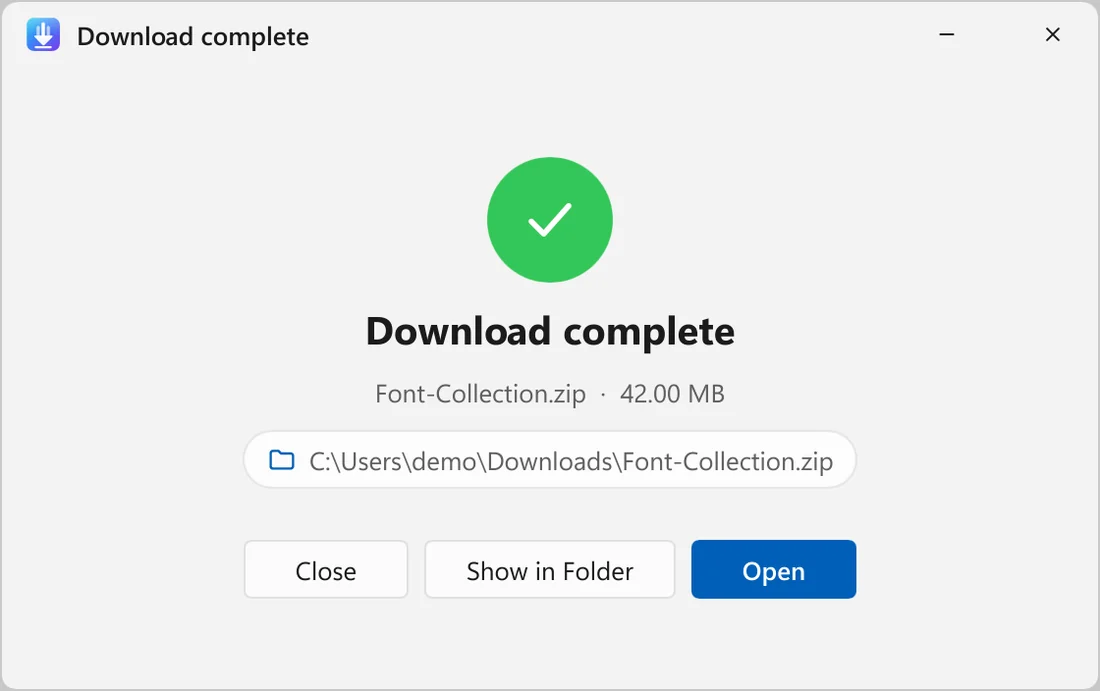 Download complete
Download complete
Font-Collection.zip · 42.00 MB
C:\Users\demo\Downloads\Font-Collection.zip
Close
Show in Folder
Open